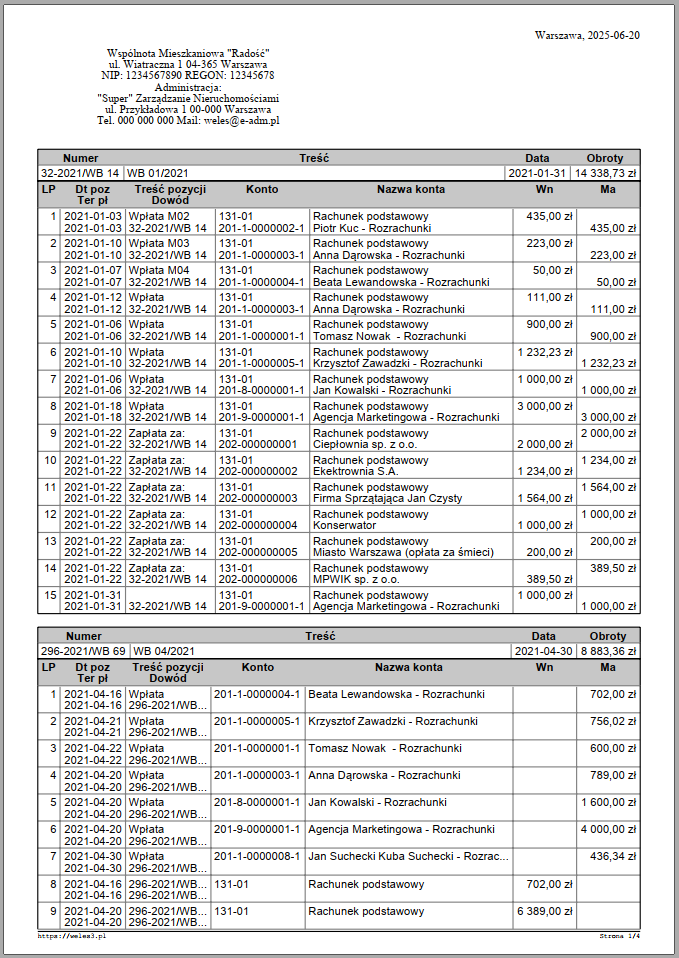 Warszawa, 2025-06-20
Wspólnota Mieszkaniowa "Radość"
ul. Wiatraczna 1 04-365 Warszawa
NIP: 1234567890 REGON: 12345678
Administracja:
"Super" Zarządzanie Nieruchomościami
ul. Przykładowa 1 00-000 Warszawa
Tel. 000 000 000 Mail: weles@e-adm.pl
Numer Treść Data Obroty
32-2021/WB 14 WB 01/2021 2021-01-31 14 338,73 zł
LP Dt poz Treść pozycji Konto Nazwa konta Wn Ma
Ter pł Dowód
1 2021-01-03 Wpłata M02 131-01 Rachunek podstawowy 435,00 zł
2021-01-03 32-2021/WB 14 201-1-0000002-1 Piotr Kuc - Rozrachunki 435,00 zł
2 2021-01-10 Wpłata M03 131-01 Rachunek podstawowy 223,00 zł
2021-01-10 32-2021/WB 14 201-1-0000003-1 Anna Dąrowska - Rozrachunki 223,00 zł
3 2021-01-07 Wpłata M04 131-01 Rachunek podstawowy 50,00 zł
2021-01-07 32-2021/WB 14 201-1-0000004-1 Beata Lewandowska - Rozrachunki 50,00 zł
4 2021-01-12 Wpłata 131-01 Rachunek podstawowy 111,00 zł
2021-01-12 32-2021/WB 14 201-1-0000003-1 Anna Dąrowska - Rozrachunki 111,00 zł
5 2021-01-06 Wpłata 131-01 Rachunek podstawowy 900,00 zł
2021-01-06 32-2021/WB 14 201-1-0000001-1 Tomasz Nowak - Rozrachunki 900,00 zł
6 2021-01-10 Wpłata 131-01 Rachunek podstawowy 1 232,23 zł
2021-01-10 32-2021/WB 14 201-1-0000005-1 Krzysztof Zawadzki - Rozrachunki 1 232,23 zł
7 2021-01-06 Wpłata 131-01 Rachunek podstawowy 1 000,00 zł
2021-01-06 32-2021/WB 14 201-8-0000001-1 Jan Kowalski - Rozrachunki 1 000,00 zł
8 2021-01-18 Wpłata 131-01 Rachunek podstawowy 3 000,00 zł
2021-01-18 32-2021/WB 14 201-9-0000001-1 Agencja Marketingowa - Rozrachunki 3 000,00 zł
9 2021-01-22 Zapłata za: 131-01 Rachunek podstawowy 2 000,00 zł
2021-01-22 32-2021/WB 14 202-000000001 Ciepłownia sp. z o.o. 2 000,00 zł
10 2021-01-22 Zapłata za: 131-01 Rachunek podstawowy 1 234,00 zł
2021-01-22 32-2021/WB 14 202-000000002 Ekektrownia S.A. 1 234,00 zł
11 2021-01-22 Zapłata za: 131-01 Rachunek podstawowy 1 564,00 zł
2021-01-22 32-2021/WB 14 202-000000003 Firma Sprzątająca Jan Czysty 1 564,00 zł
12 2021-01-22 Zapłata za: 131-01 Rachunek podstawowy 1 000,00 zł
2021-01-22 32-2021/WB 14 202-000000004 Konserwator 1 000,00 zł
13 2021-01-22 Zapłata za: 131-01 Rachunek podstawowy 200,00 zł
2021-01-22 32-2021/WB 14 202-000000005 Miasto Warszawa (opłata za śmieci) 200,00 zł
14 2021-01-22 Zapłata za: 131-01 Rachunek podstawowy 389,50 zł
2021-01-22 32-2021/WB 14 202-000000006 MPWIK sp. z o.o. 389,50 zł
15 2021-01-31 131-01 Rachunek podstawowy 1 000,00 zł
2021-01-31 32-2021/WB 14 201-9-0000001-1 Agencja Marketingowa - Rozrachunki 1 000,00 zł
Numer Treść Data Obroty
296-2021/WB 69 WB 04/2021 2021-04-30 8 883,36 zł
LP Dt poz Treść pozycji Konto Nazwa konta Wn Ma
Ter pł Dowód
1 2021-04-16 Wpłata 201-1-0000004-1 Beata Lewandowska - Rozrachunki 702,00 zł
2021-04-16 296-2021/WB...
2 2021-04-21 Wpłata 201-1-0000005-1 Krzysztof Zawadzki - Rozrachunki 756,02 zł
2021-04-21 296-2021/WB...
3 2021-04-22 Wpłata 201-1-0000001-1 Tomasz Nowak - Rozrachunki 600,00 zł
2021-04-22 296-2021/WB...
4 2021-04-20 Wpłata 201-1-0000003-1 Anna Dąrowska - Rozrachunki 789,00 zł
2021-04-20 296-2021/WB...
5 2021-04-20 Wpłata 201-8-0000001-1 Jan Kowalski - Rozrachunki 1 600,00 zł
2021-04-20 296-2021/WB...
6 2021-04-20 Wpłata 201-9-0000001-1 Agencja Marketingowa - Rozrachunki 4 000,00 zł
2021-04-20 296-2021/WB...
7 2021-04-30 Wpłata 201-1-0000008-1 Jan Suchecki Kuba Suchecki - Rozrac... 436,34 zł
2021-04-30 296-2021/WB...
8 2021-04-16 296-2021/WB... 131-01 Rachunek podstawowy 702,00 zł
2021-04-16 296-2021/WB...
9 2021-04-20 296-2021/WB... 131-01 Rachunek podstawowy 6 389,00 zł
2021-04-20 296-2021/WB...
https://weles3.pl Strona 1/4